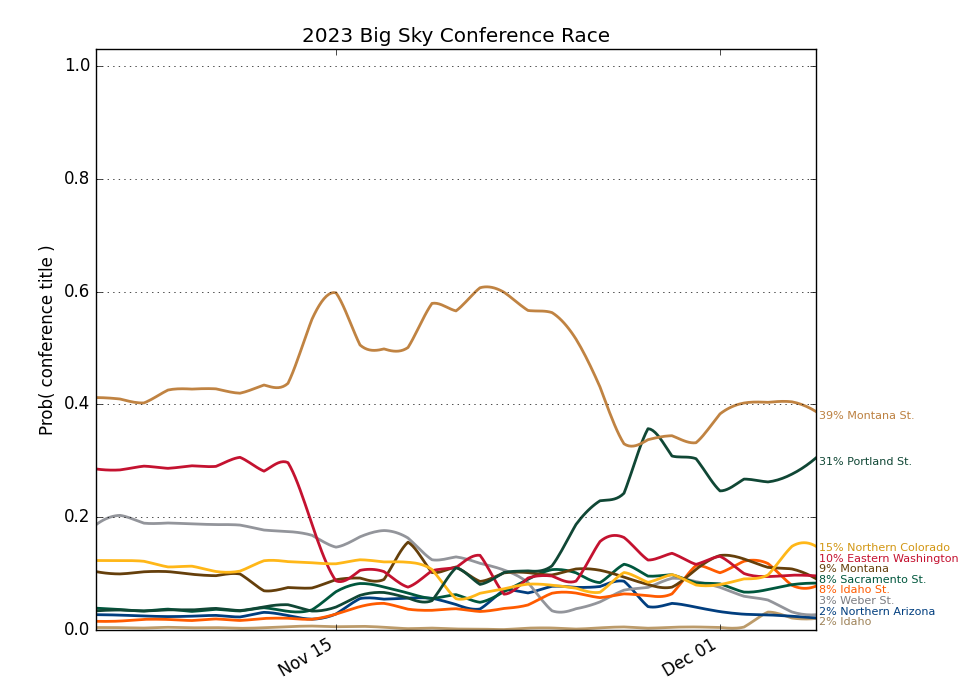 2023 Big Sky Conference Race
Prob( conference title )
1.0
0.8
0.6
0.4
0.2
0.0
Nov 15
Dec 01
39% Montana St.
31% Portland St.
15% Northern Colorado
10% Eastern Washington
9% Montana
8% Sacramento St.
8% Idaho St.
3% Weber St.
2% Northern Arizona
2% Idaho